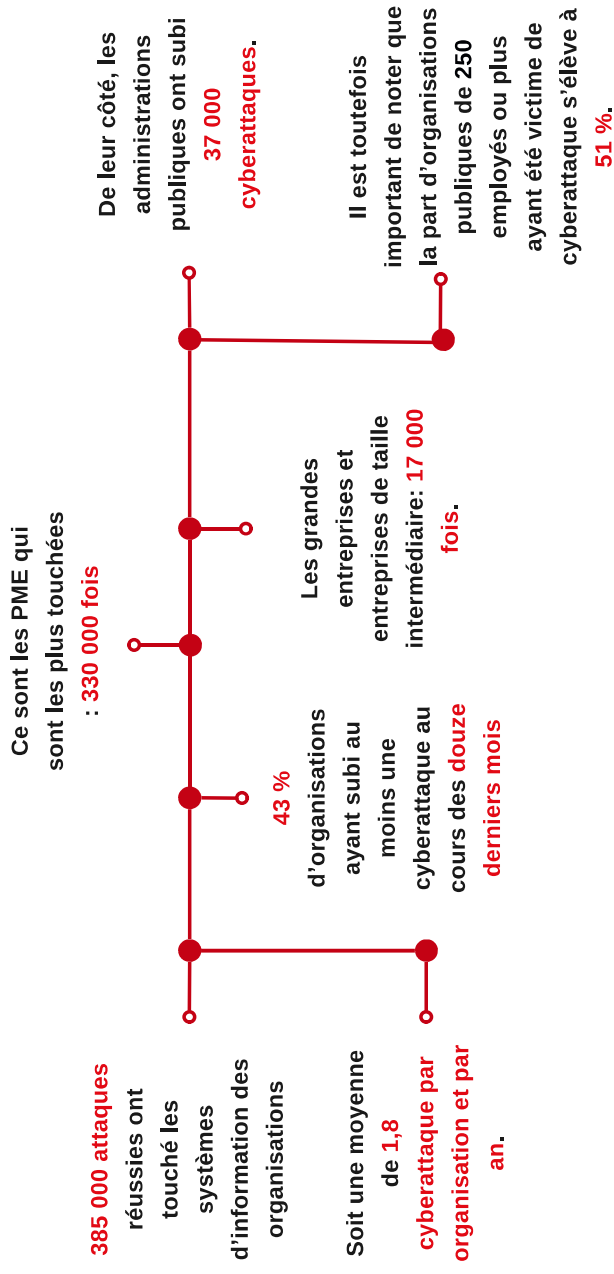 385 000 attaques
réussies ont
touché les
systèmes
d’information des
organisations
Soit une moyenne
de 1,8
cyberattaque par
organisation et par
an.
43 %
d’organisations
ayant subi au
moins une
cyberattaque au
cours des douze
derniers mois
Ce sont les PME qui
sont les plus touchées
: 330 000 fois
Les grandes
entreprises et
entreprises de taille
intermédiaire: 17 000
fois.
De leur côté, les
administrations
publiques ont subi
37 000
cyberattaques.
Il est toutefois
important de noter que
la part d’organisations
publiques de 250
employés ou plus
ayant été victime de
cyberattaque s’élève à
51 %.